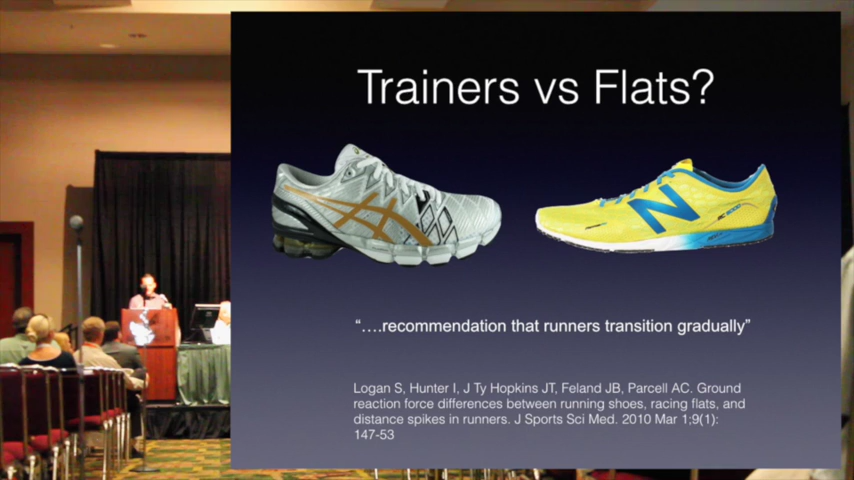 Trainers vs Flats?
N
RC 5000
“….recommendation that runners transition gradually”
Logan S, Hunter I, J Ty Hopkins JT, Feland JB, Parcell AC. Ground
reaction force differences between running shoes, racing flats, and
distance spikes in runners. J Sports Sci Med. 2010 Mar 1;9(1):
147-53